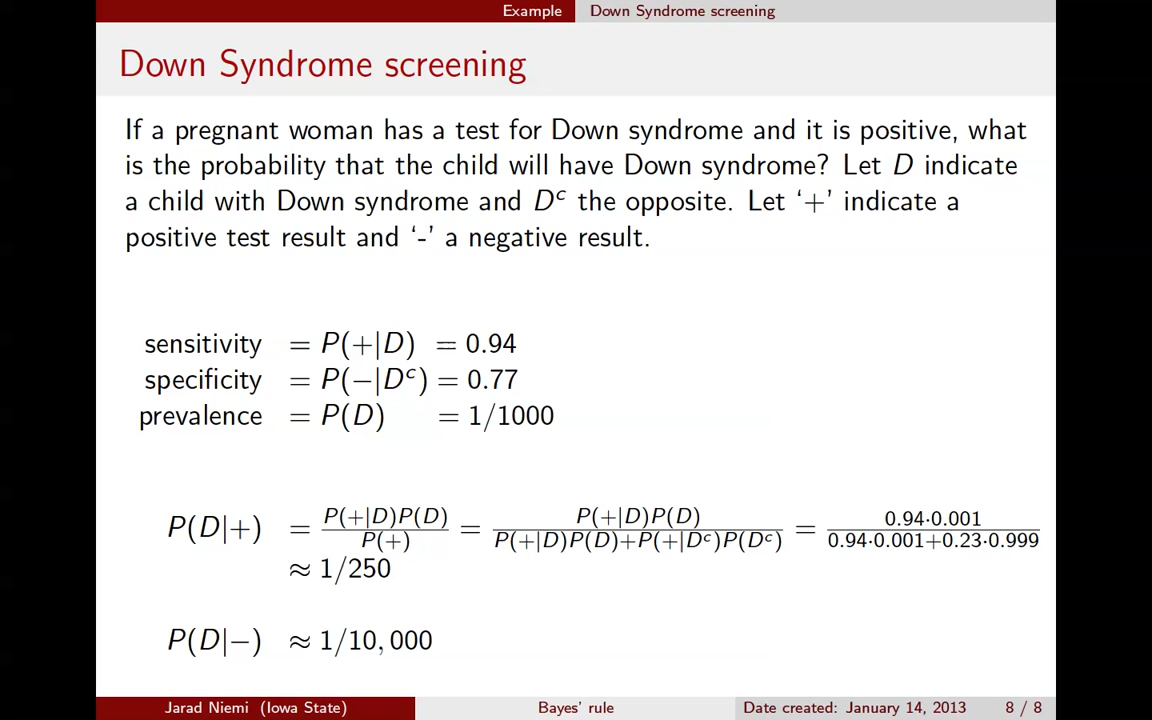 Example Down Syndrome screening
Down Syndrome screening
If a pregnant woman has a test for Down syndrome and it is positive, what
is the probability that the child will have Down syndrome? Let D indicate
a child with Down syndrome and Dᶜ the opposite. Let ‘+’ indicate a
positive test result and ‘-’ a negative result.
sensitivity = P(+|D) = 0.94
specificity = P(−|Dᶜ) = 0.77
prevalence = P(D) = 1/1000
P(D|+) = P(+|D)P(D)/P(+) = P(+|D)P(D)/P(+|D)P(D)+P(+|Dᶜ)P(Dᶜ) = 0.94·0.001/0.94·0.001+0.23·0.999
≈ 1/250
P(D|−) ≈ 1/10,000
Jarad Niemi (Iowa State) Bayes’ rule Date created: January 14, 2013 8 / 8